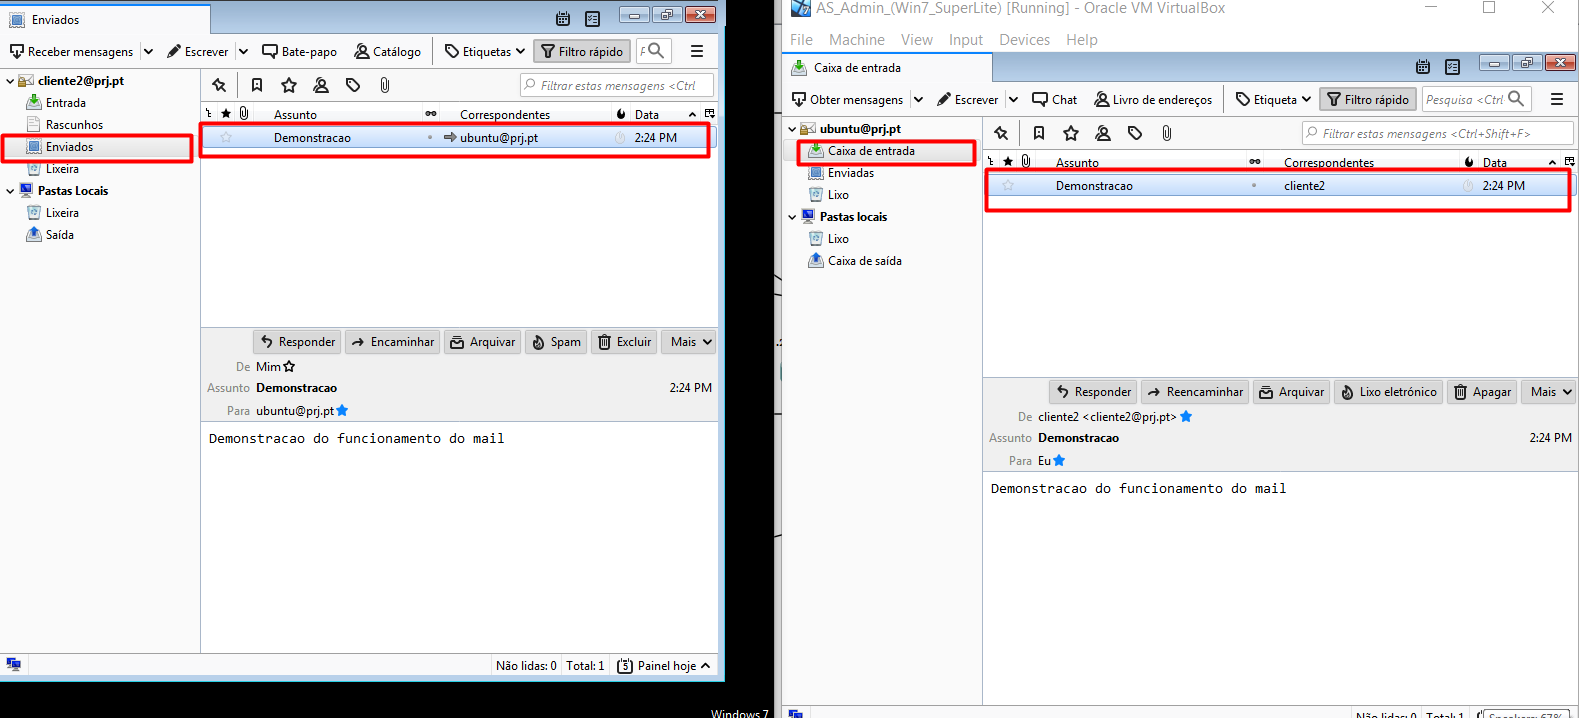 Enviados
Receber mensagens Escrever Bate-papo Catálogo Etiquetas Filtro rápido
cliente2@prj.pt
Entrada
Rascunhos
Enviados
Lixeira
Pastas Locais
Lixeira
Saída
Filtrar estas mensagens <Ctrl
Assunto Correspondentes Data
Demonstracao ubuntu@prj.pt 2:24 PM
Responder Encaminhar Arquivar Spam Excluir Mais
De Mim
Assunto Demonstracao 2:24 PM
Para ubuntu@prj.pt
Demonstracao do funcionamento do mail
Não lidas: 0 Total: 1 5 Painel hoje
Windows 7
AS_Admin_(Win7_SuperLite) [Running] - Oracle VM VirtualBox
File Machine View Input Devices Help
Caixa de entrada
Obter mensagens Escrever Chat Livro de endereços Etiqueta Filtro rápido Pesquisa <Ctrl
ubuntu@prj.pt
Caixa de entrada
Enviadas
Lixo
Pastas locais
Lixo
Caixa de saída
Filtrar estas mensagens <Ctrl+Shift+F>
Assunto Correspondentes Data
Demonstracao cliente2 2:24 PM
Responder Reencaminhar Arquivar Lixo eletrónico Apagar Mais
De cliente2 <cliente2@prj.pt>
Assunto Demonstracao 2:24 PM
Para Eu
Demonstracao do funcionamento do mail
Não lidas: 0 Total: 1 Speakers: 67%